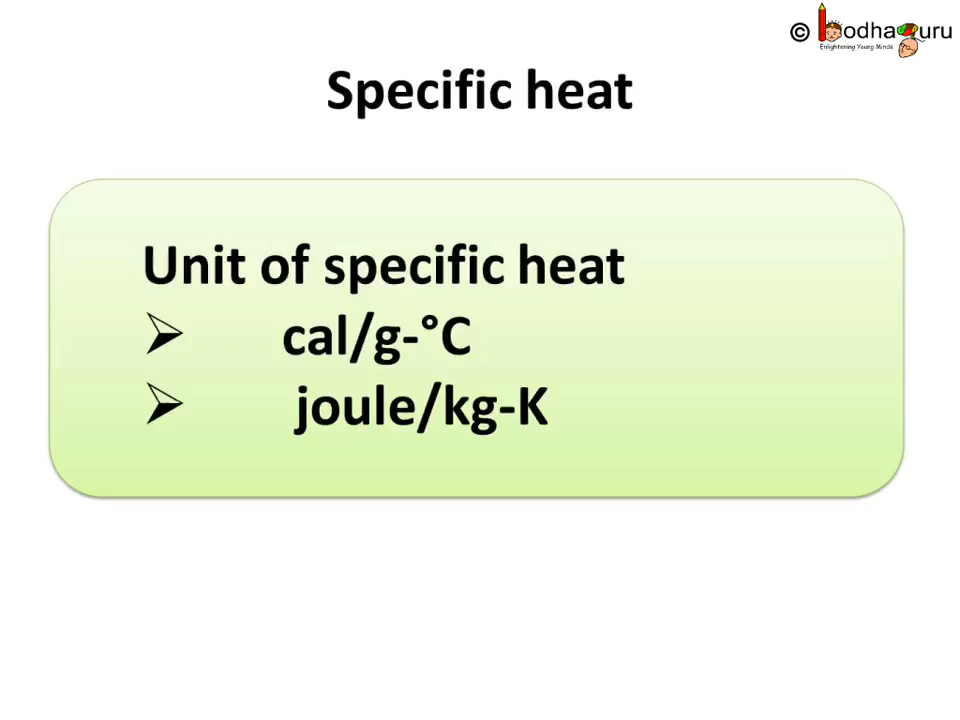 © BodhaGuru
Enlightening Young Minds
Specific heat
Unit of specific heat
➢ cal/g-°C
➢ joule/kg-K